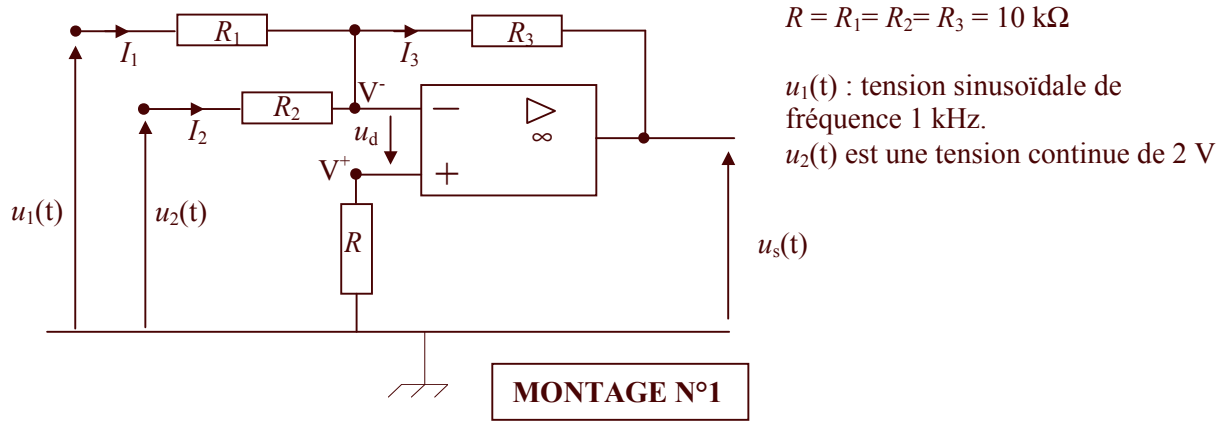 R = R1= R2= R3 = 10 kΩ
u1(t) : tension sinusoïdale de
fréquence 1 kHz.
u2(t) est une tension continue de 2 V
R1
R3
I1
I3
V-
R2
−
▷
∞
I2
ud
V+
+
u1(t)
u2(t)
R
us(t)
MONTAGE N°1